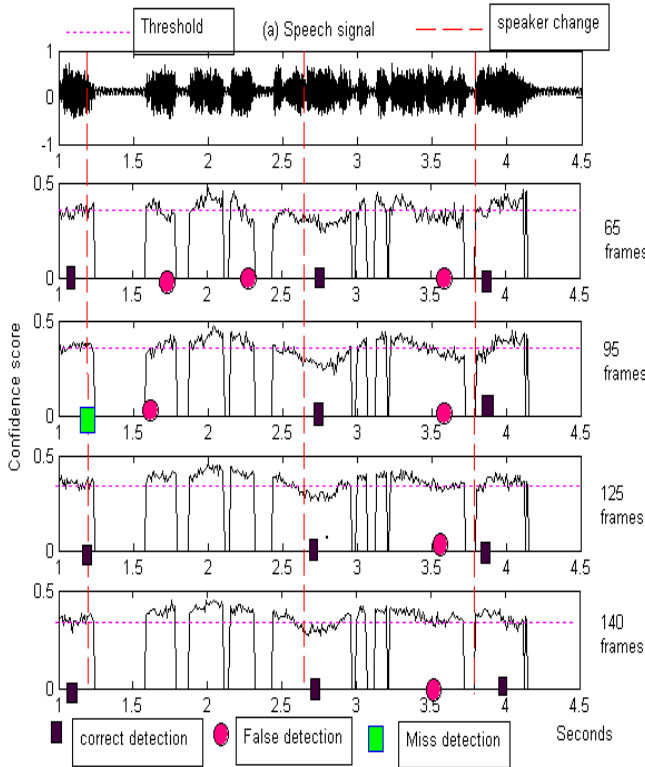 Threshold
(a) Speech signal
speaker change
1
0
-1
1 1.5 2 2.5 3 3.5 4 4.5
0.5
0
65
frames
1 1.5 2 2.5 3 3.5 4 4.5
0.5
0
95
frames
1 1.5 2 2.5 3 3.5 4 4.5
Confidence score
0.5
0
125
frames
1 1.5 2 2.5 3 3.5 4 4.5
0.5
0
140
frames
1 1.5 2 2.5 3 3.5 4 4.5
correct detection
False detection
Miss detection
Seconds